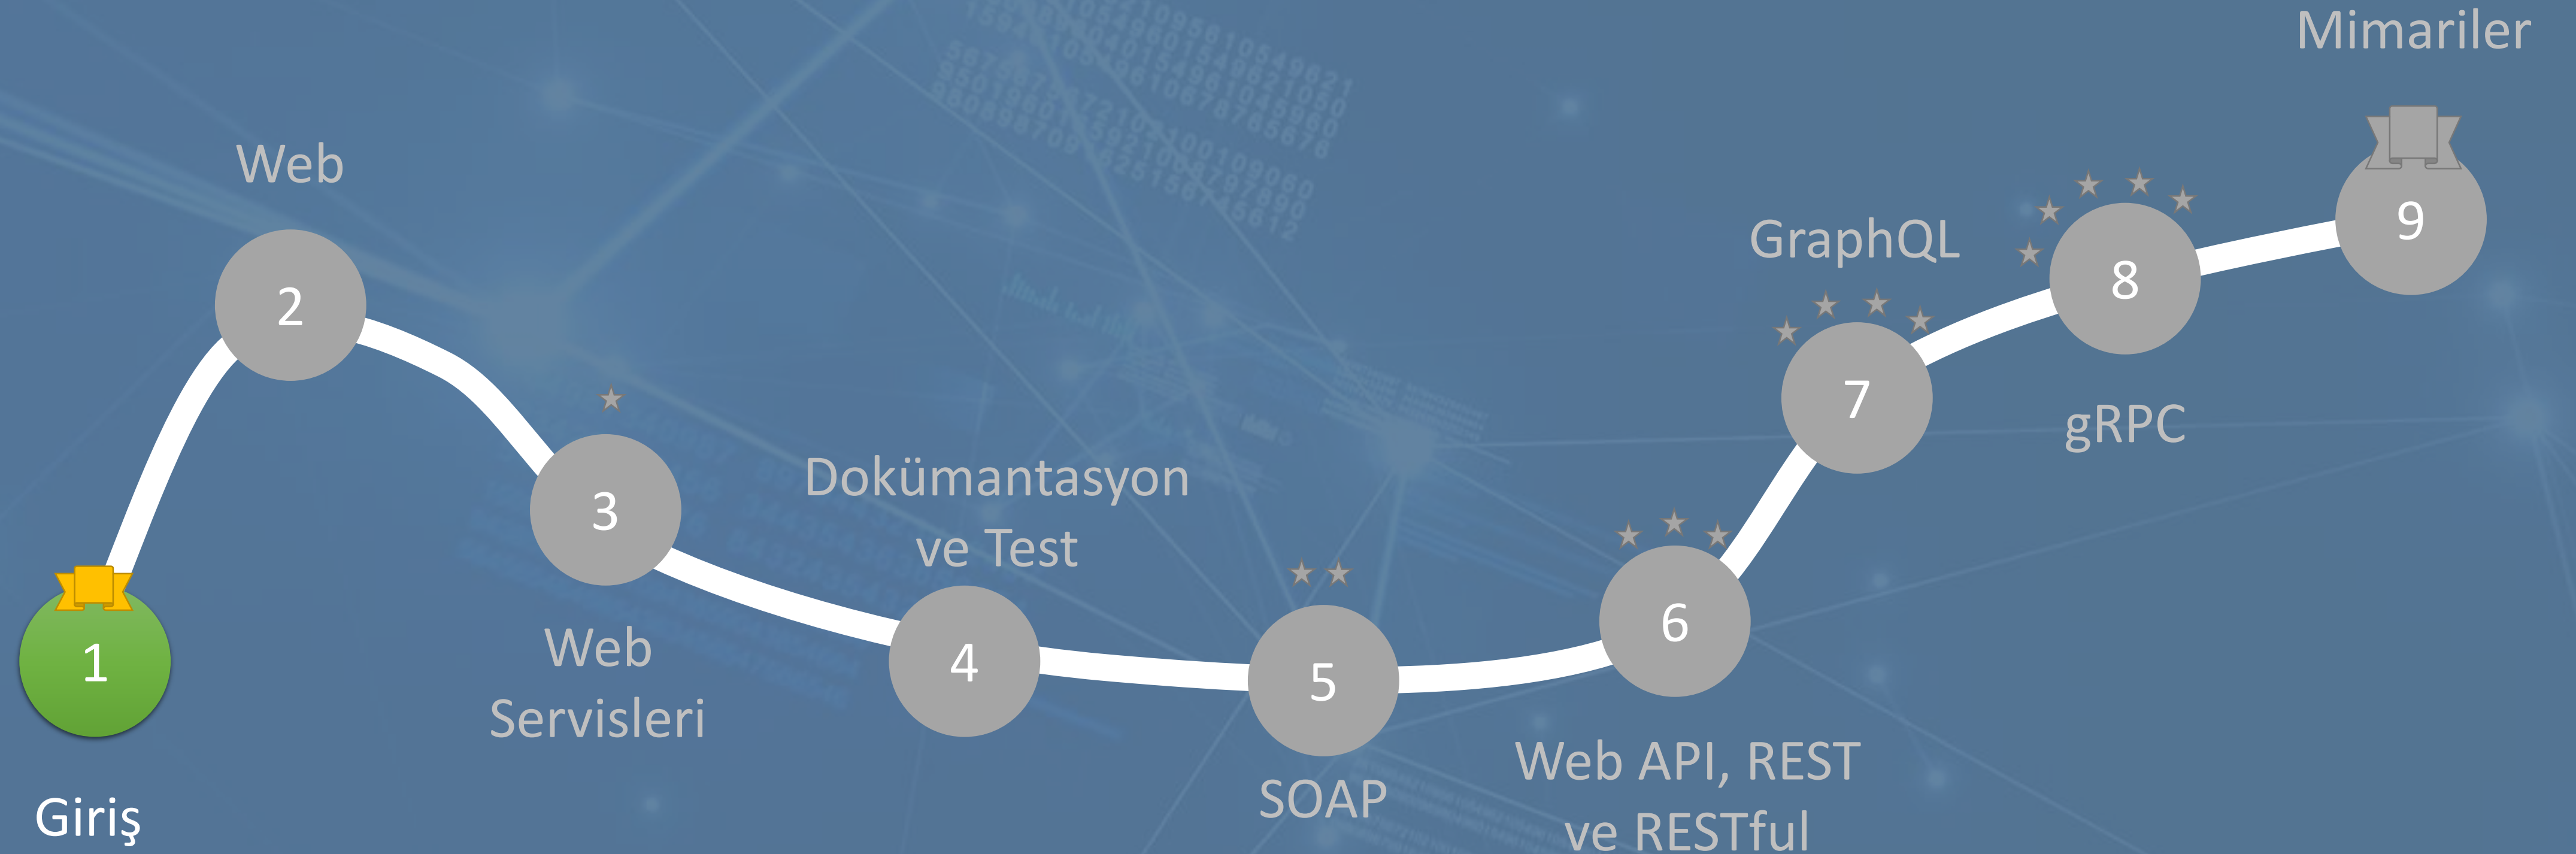 1
Giriş
2
Web
3
Web
Servisleri
4
Dokümantasyon
ve Test
5
SOAP
6
Web API, REST
ve RESTful
7
GraphQL
8
gRPC
9
Mimariler